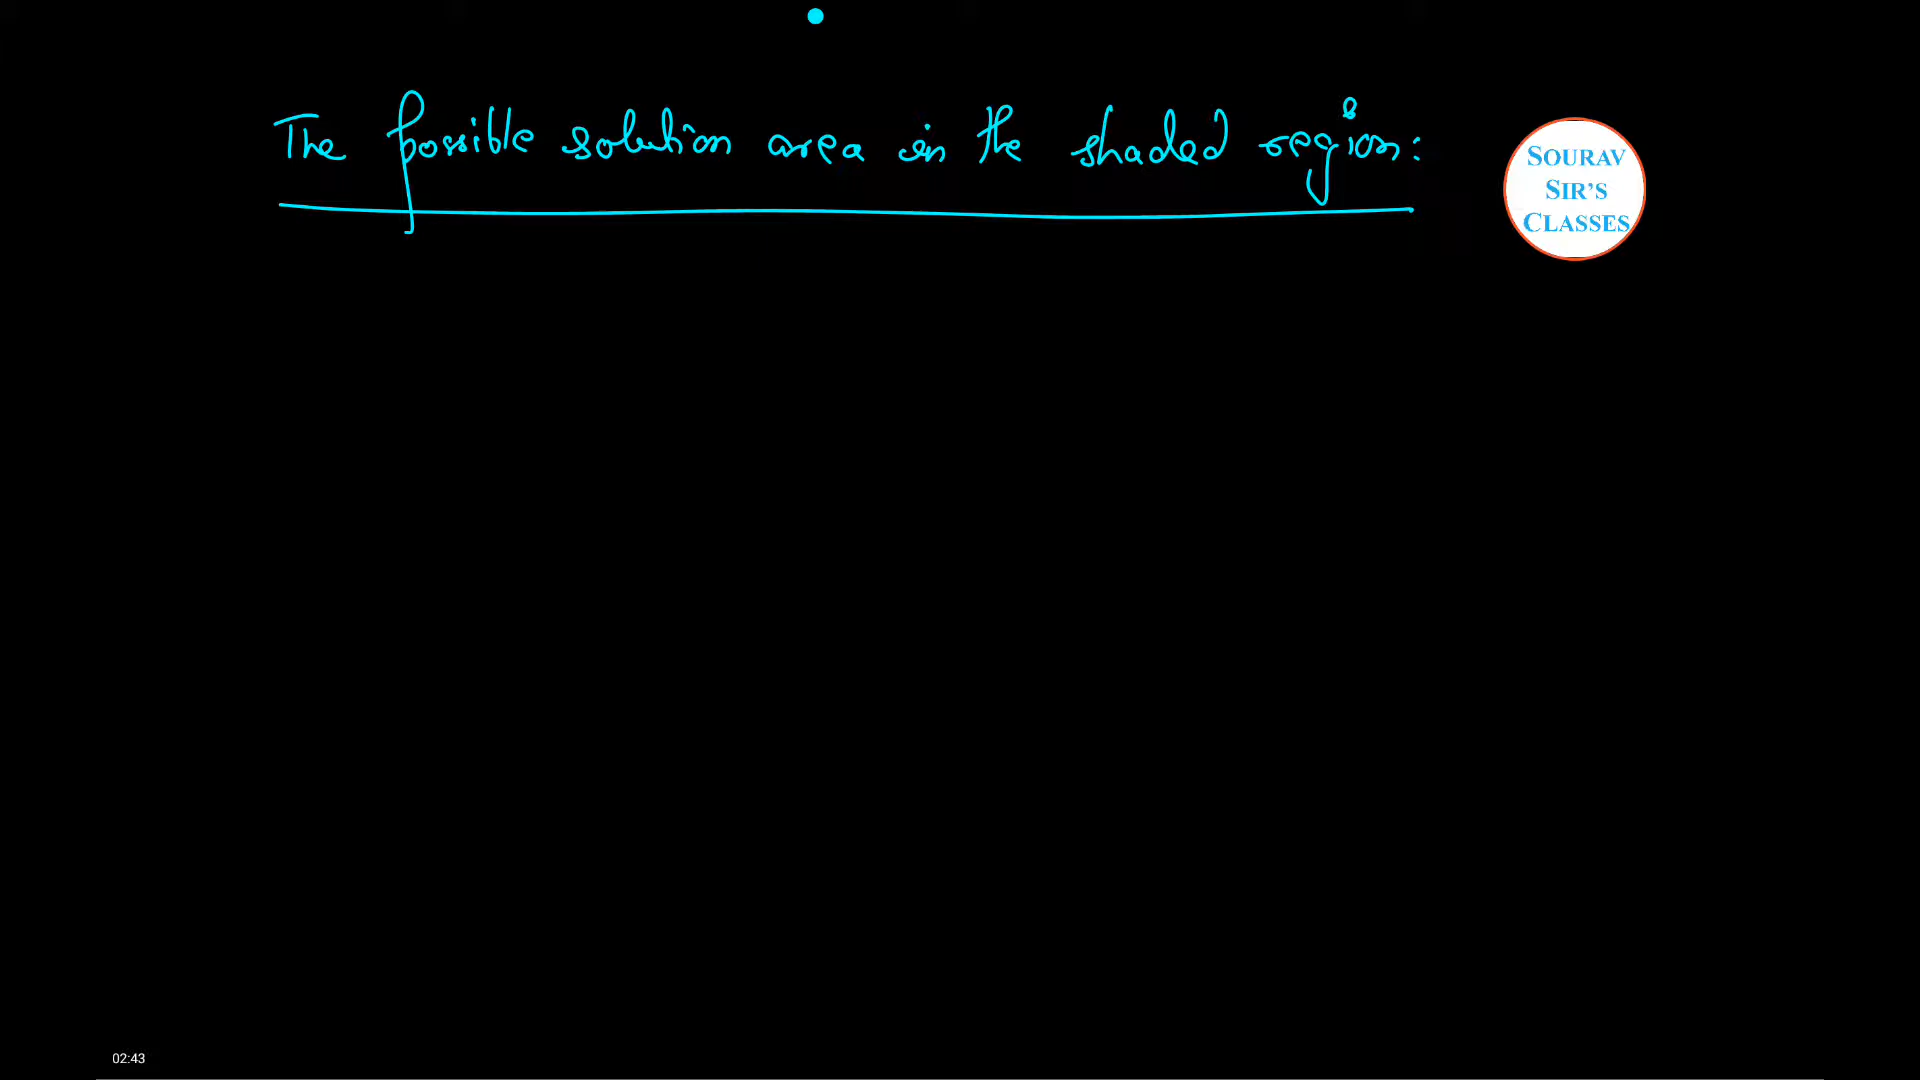 The possible solution area in the shaded region:
SOURAV
SIR'S
CLASSES
02:43